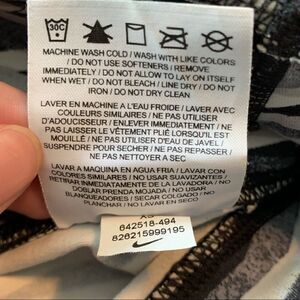 30C
MACHINE WASH COLD / WASH WITH LIKE COLORS
/ DO NOT USE SOFTENERS / REMOVE
IMMEDIATELY / DO NOT ALLOW TO LAY ON ITSELF
WHEN WET / DO NOT BLEACH / LINE DRY / DO NOT
IRON / DO NOT DRY CLEAN
LAVER EN MACHINE A L'EAU FROIDE / LAVER AVEC
COULEURS SIMILAIRES / NE PAS UTILISER
D'ADOUCISSEUR / ENLEVER IMMÉDIATEMENT / NE
PAS LAISSER LE VÊTEMENT PLIÉ LORSQU'IL EST
MOUILLÉ / NE PAS UTILISER D'EAU DE JAVEL /
SUSPENDRE POUR SECHER / NE PAS REPASSER /
NE PAS NETTOYER A SEC
LAVAR A MAQUINA EN AGUA FRIA / LAVAR CON
COLORES SIMILARES / NO USAR SUAVIZANTES /
RETIRAR INMEDIATAMENTE DE LA LAVADORA / NO
DOBLAR PRENDA MOJADA / NO USAR
BLANQUEADORES / SECAR COLGADO / NO
PLANCHAR / NO LAVAR EN SECO
XS
642518-494
826215999195